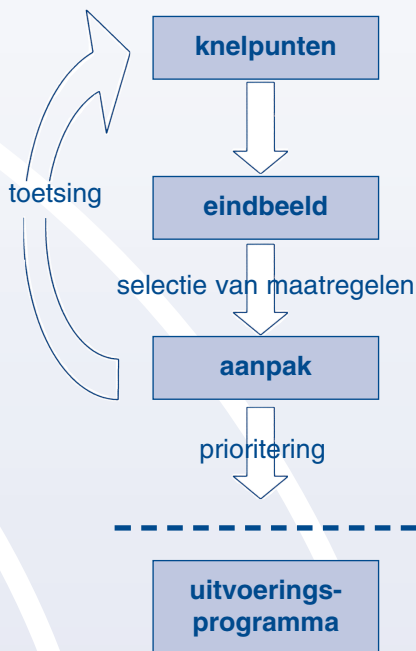 knelpunten
toetsing
eindbeeld
selectie van maatregelen
aanpak
prioritering
uitvoerings-
programma